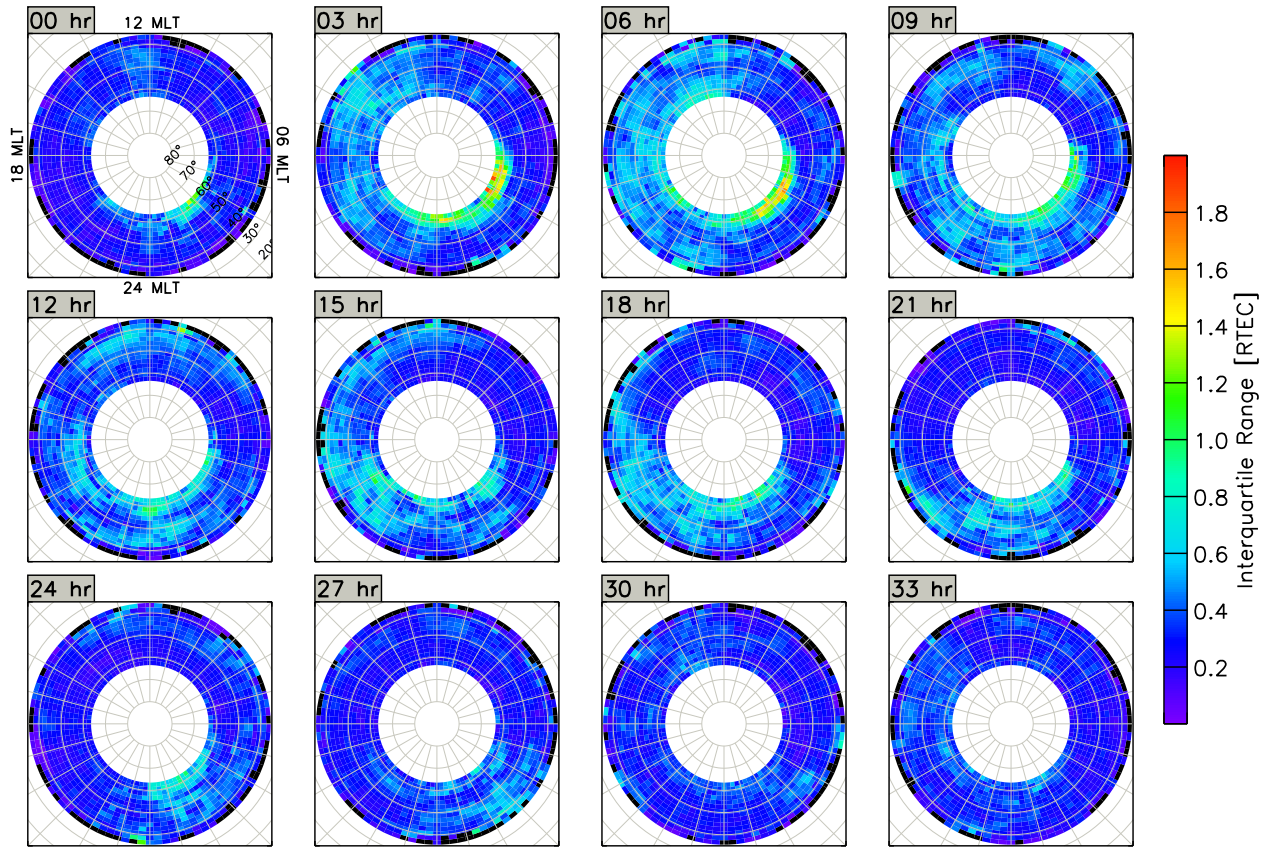 00 hr
12 MLT
03 hr
06 hr
09 hr
18 MLT
06 MLT
80°
70°
60°
50°
40°
30°
20°
24 MLT
12 hr
15 hr
18 hr
21 hr
24 hr
27 hr
30 hr
33 hr
1.8
1.6
1.4
1.2
1.0
0.8
0.6
0.4
0.2
Interquartile Range [RTEC]